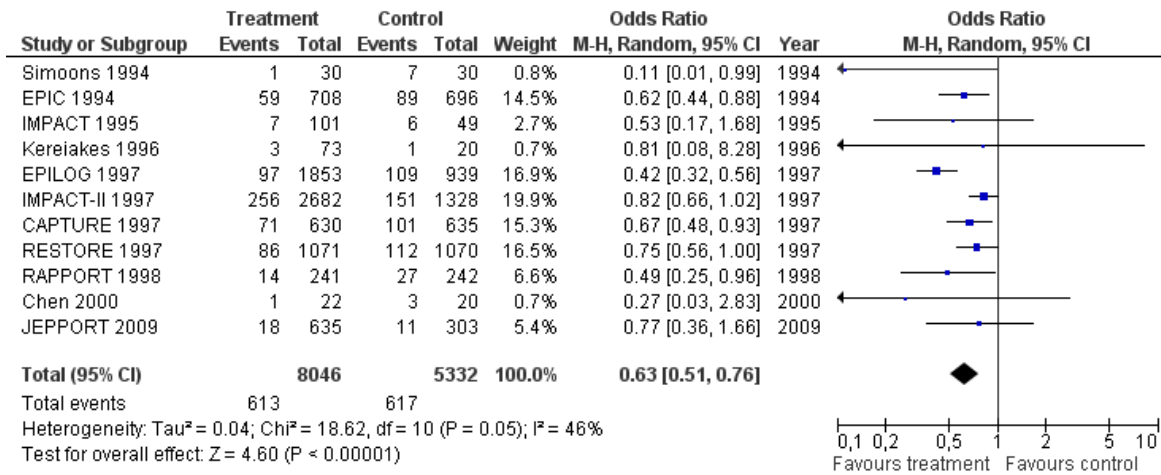 Treatment Control Odds Ratio Odds Ratio
Study or Subgroup Events Total Events Total Weight M-H, Random, 95% CI Year M-H, Random, 95% CI
Simoons 1994 1 30 7 30 0.8% 0.11 [0.01, 0.99] 1994
EPIC 1994 59 708 89 696 14.5% 0.62 [0.44, 0.88] 1994
IMPACT 1995 7 101 6 49 2.7% 0.53 [0.17, 1.68] 1995
Kereiakes 1996 3 73 1 20 0.7% 0.81 [0.08, 8.28] 1996
EPILOG 1997 97 1853 109 939 16.9% 0.42 [0.32, 0.56] 1997
IMPACT-II 1997 256 2682 151 1328 19.9% 0.82 [0.66, 1.02] 1997
CAPTURE 1997 71 630 101 635 15.3% 0.67 [0.48, 0.93] 1997
RESTORE 1997 86 1071 112 1070 16.5% 0.75 [0.56, 1.00] 1997
RAPPORT 1998 14 241 27 242 6.6% 0.49 [0.25, 0.96] 1998
Chen 2000 1 22 3 20 0.7% 0.27 [0.03, 2.83] 2000
JEPPORT 2009 18 635 11 303 5.4% 0.77 [0.36, 1.66] 2009
Total (95% CI) 8046 5332 100.0% 0.63 [0.51, 0.76]
Total events 613 617
Heterogeneity: Tau² = 0.04; Chi² = 18.62, df = 10 (P = 0.05); I² = 46%
Test for overall effect: Z = 4.60 (P < 0.00001)
0,1 0,2 0,5 1 2 5 10
Favours treatment Favours control